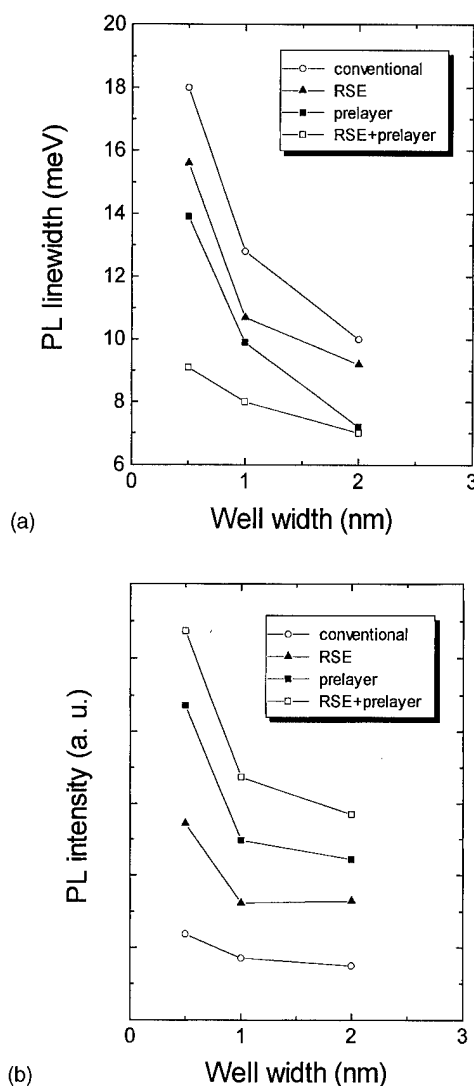 20
18
16
14
12
10
8
6
0
1
2
3
PL linewidth (meV)
Well width (nm)
conventional
RSE
prelayer
RSE+prelayer
(a)
PL intensity (a. u.)
conventional
RSE
prelayer
RSE+prelayer
0
1
2
3
Well width (nm)
(b)